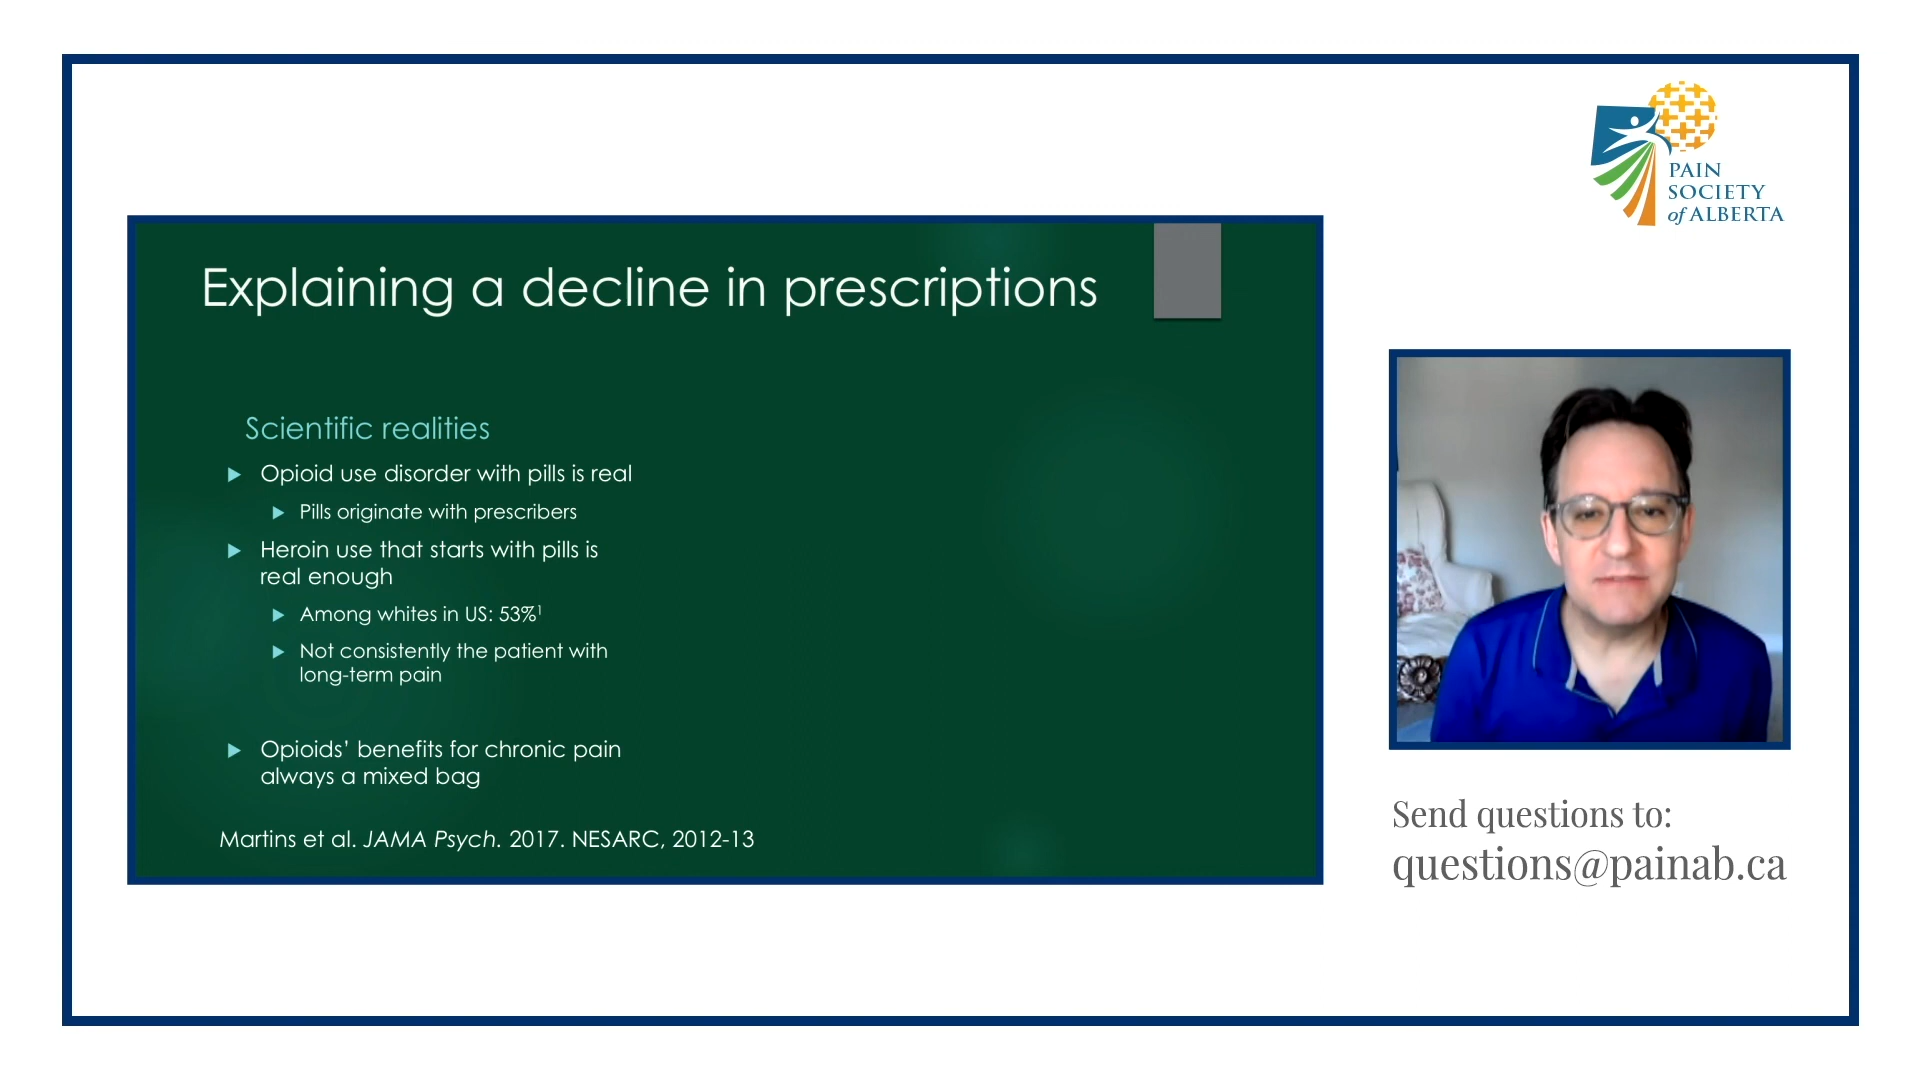 PAIN
SOCIETY
of ALBERTA
Explaining a decline in prescriptions
Scientific realities
Opioid use disorder with pills is real
Pills originate with prescribers
Heroin use that starts with pills is
real enough
Among whites in US: 53%¹
Not consistently the patient with
long-term pain
Opioids’ benefits for chronic pain
always a mixed bag
Martins et al. JAMA Psych. 2017. NESARC, 2012-13
Send questions to:
questions@painab.ca